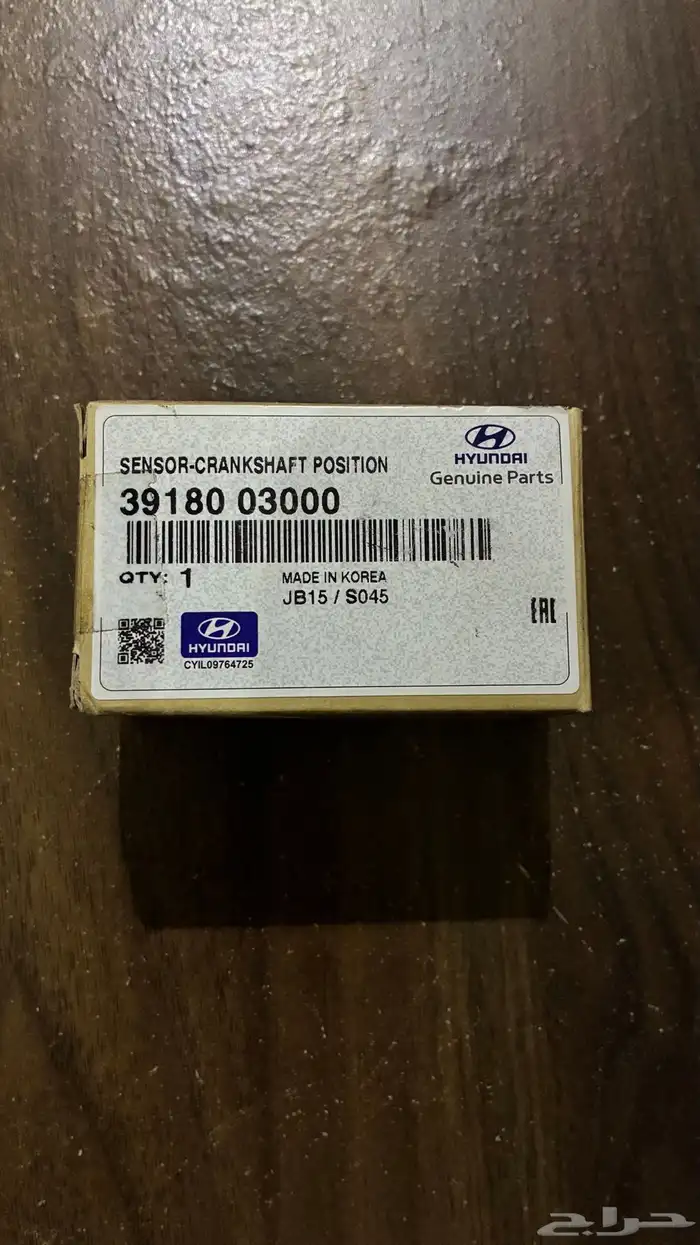 SENSOR-CRANKSHAFT POSITION
HYUNDAI
Genuine Parts
39180 03000
QTY: 1
MADE IN KOREA
JB15 / S045
EAC
HYUNDAI
CYIL09764725
حراج